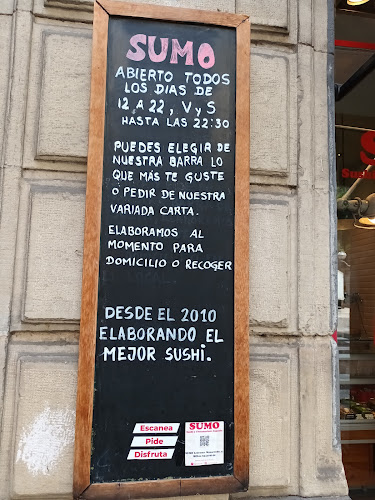 SUMO
ABIERTO TODOS
LOS DIAS DE
12 A 22, V y S
HASTA LAS 22:30
PUEDES ELEGIR DE
NUESTRA BARRA LO
QUE MÁS TE GUSTE
O PEDIR DE NUESTRA
VARIADA CARTA.
ELABORAMOS AL
MOMENTO PARA
DOMICILIO O RECOGER
DESDE EL 2010
ELABORANDO EL
MEJOR SUSHi.
Escanea
Pide
Disfruta
SUMO